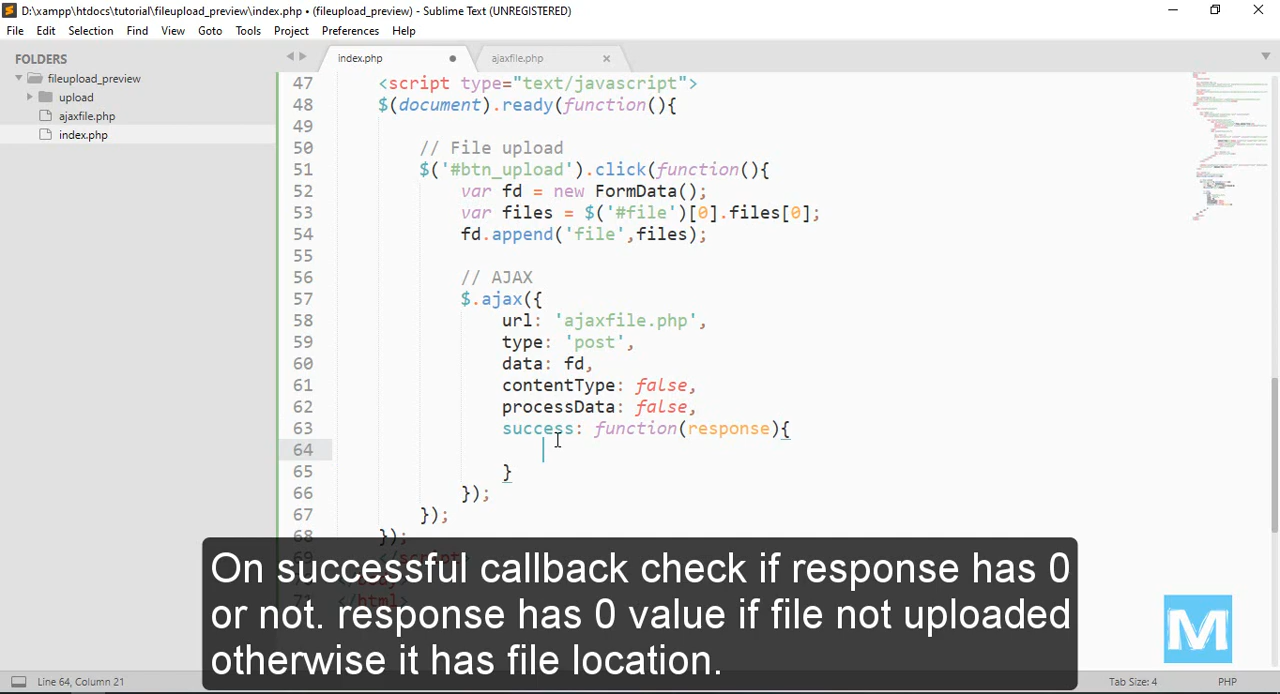 D:\xampp\htdocs\tutorial\fileupload_preview\index.php • (fileupload_preview) - Sublime Text (UNREGISTERED)
File Edit Selection Find View Goto Tools Project Preferences Help
FOLDERS
fileupload_preview
upload
ajaxfile.php
index.php
index.php ajaxfile.php
47 <script type="text/javascript">
48 $(document).ready(function(){
49
50 // File upload
51 $('#btn_upload').click(function(){
52 var fd = new FormData();
53 var files = $('#file')[0].files[0];
54 fd.append('file',files);
55
56 // AJAX
57 $.ajax({
58 url: 'ajaxfile.php',
59 type: 'post',
60 data: fd,
61 contentType: false,
62 processData: false,
63 success: function(response){
64
65 }
66 });
67 });
68 });
On successful callback check if response has 0
or not. response has 0 value if file not uploaded
otherwise it has file location.
M
Line 64, Column 21 Tab Size: 4 PHP